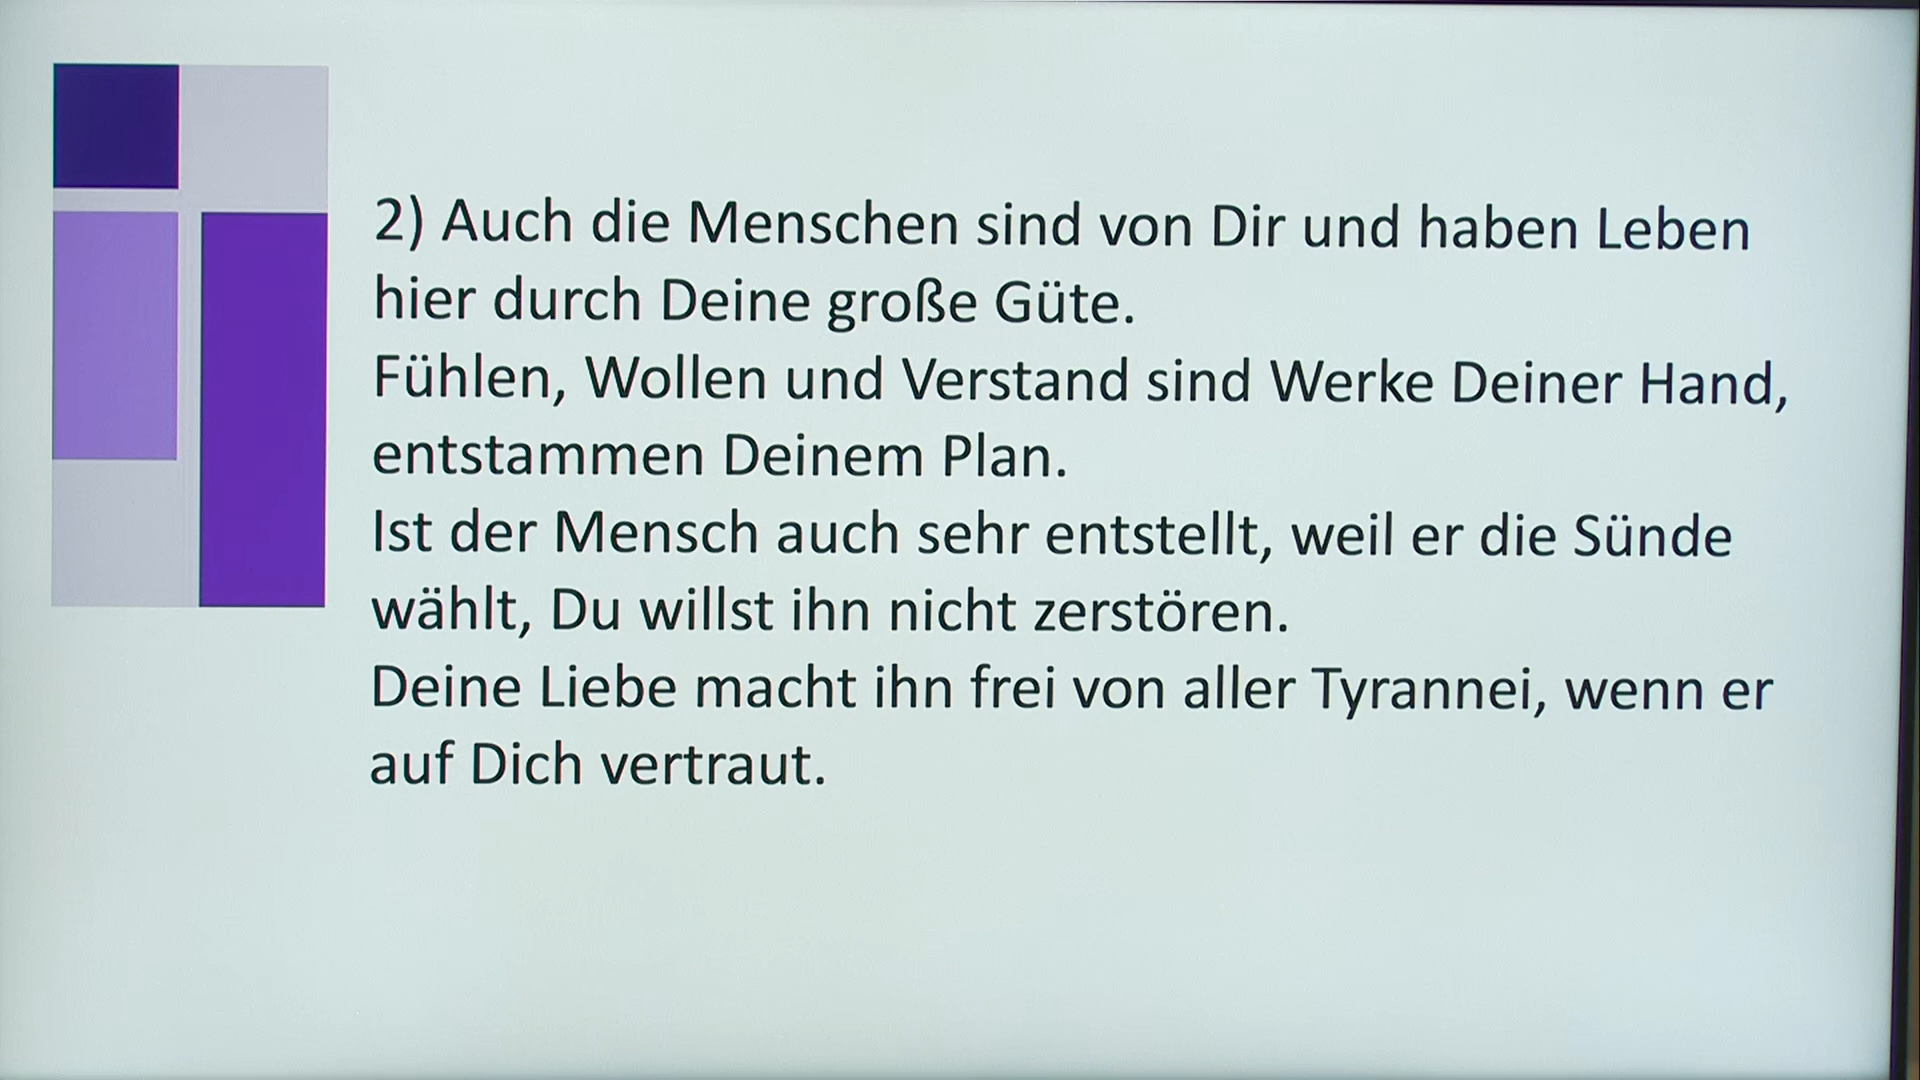 2) Auch die Menschen sind von Dir und haben Leben
hier durch Deine große Güte.
Fühlen, Wollen und Verstand sind Werke Deiner Hand,
entstammen Deinem Plan.
Ist der Mensch auch sehr entstellt, weil er die Sünde
wählt, Du willst ihn nicht zerstören.
Deine Liebe macht ihn frei von aller Tyrannei, wenn er
auf Dich vertraut.